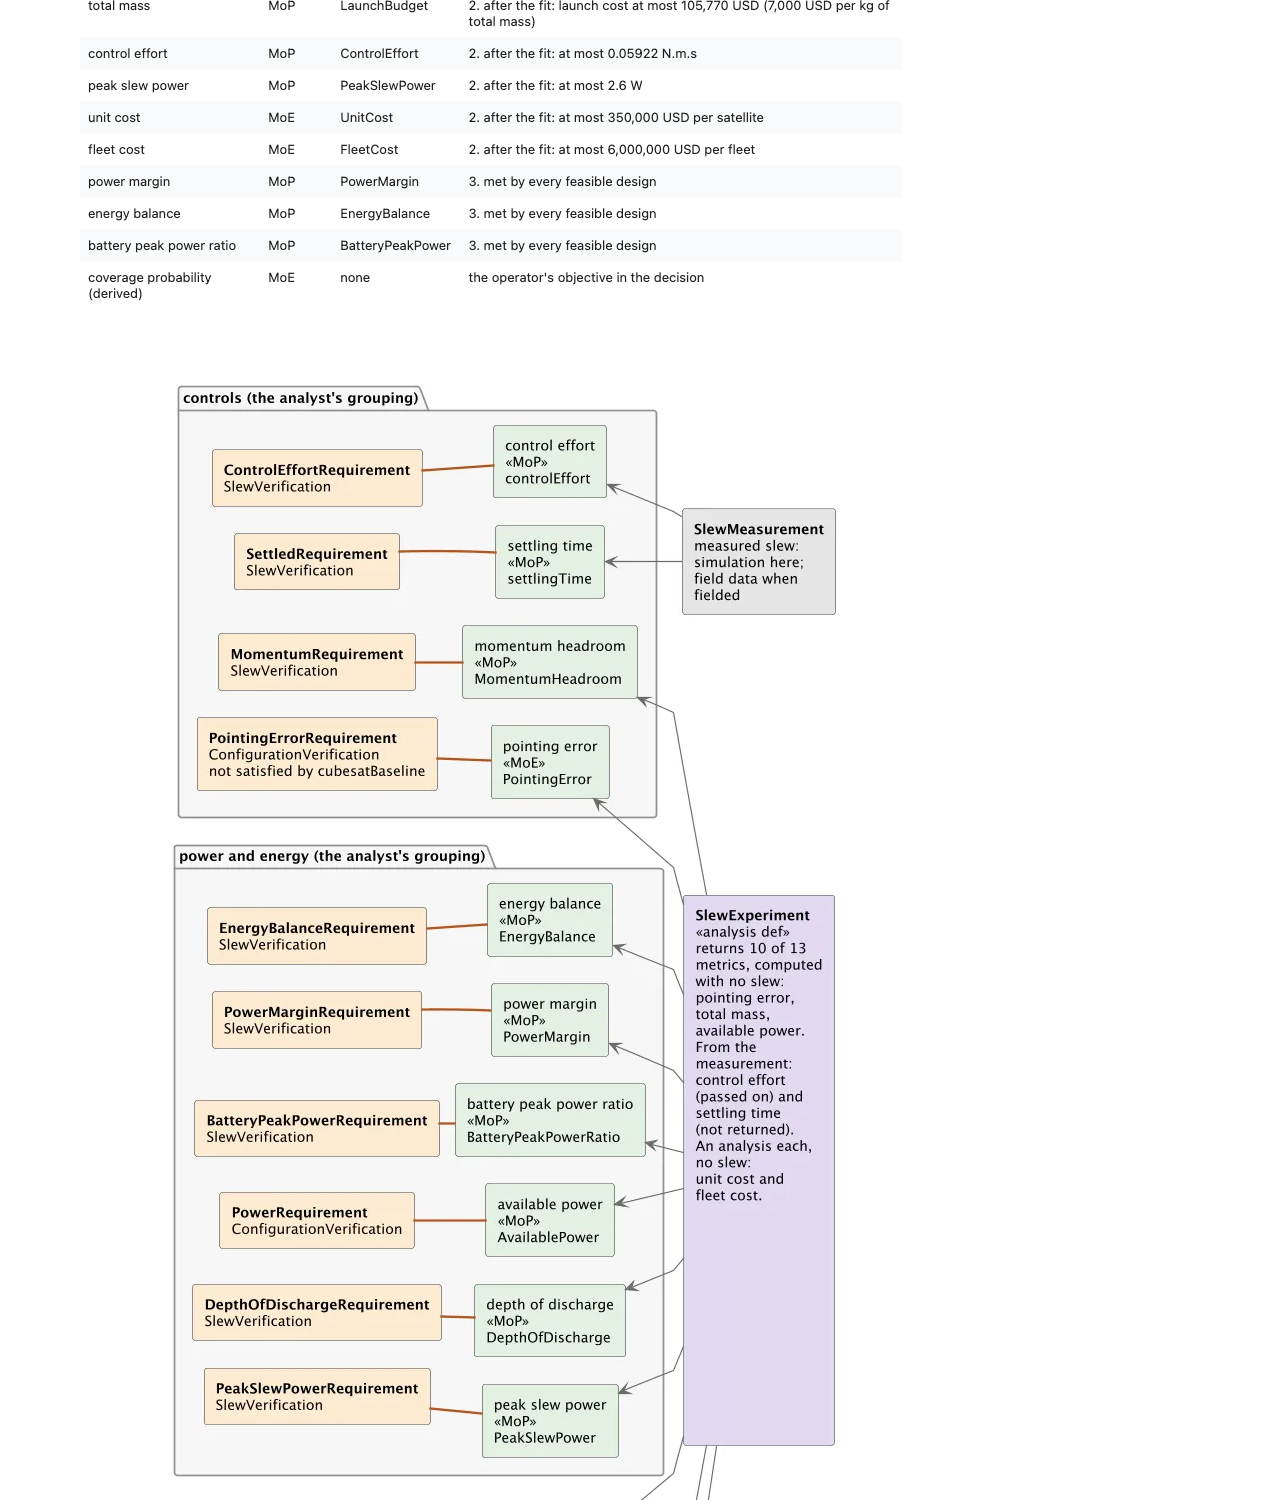 total mass MoP LaunchBudget 2. after the fit: launch cost at most 105,770 USD (7,000 USD per kg of
total mass)
control effort MoP ControlEffort 2. after the fit: at most 0.05922 N.m.s
peak slew power MoP PeakSlewPower 2. after the fit: at most 2.6 W
unit cost MoE UnitCost 2. after the fit: at most 350,000 USD per satellite
fleet cost MoE FleetCost 2. after the fit: at most 6,000,000 USD per fleet
power margin MoP PowerMargin 3. met by every feasible design
energy balance MoP EnergyBalance 3. met by every feasible design
battery peak power ratio MoP BatteryPeakPower 3. met by every feasible design
coverage probability MoE none the operator's objective in the decision
(derived)
controls (the analyst's grouping)
ControlEffortRequirement
SlewVerification
control effort
«MoP»
controlEffort
SettledRequirement
SlewVerification
settling time
«MoP»
settlingTime
MomentumRequirement
SlewVerification
momentum headroom
«MoP»
MomentumHeadroom
PointingErrorRequirement
ConfigurationVerification
not satisfied by cubesatBaseline
pointing error
«MoE»
PointingError
SlewMeasurement
measured slew:
simulation here;
field data when
fielded
power and energy (the analyst's grouping)
EnergyBalanceRequirement
SlewVerification
energy balance
«MoP»
EnergyBalance
PowerMarginRequirement
SlewVerification
power margin
«MoP»
PowerMargin
BatteryPeakPowerRequirement
SlewVerification
battery peak power ratio
«MoP»
BatteryPeakPowerRatio
PowerRequirement
ConfigurationVerification
available power
«MoP»
AvailablePower
DepthOfDischargeRequirement
SlewVerification
depth of discharge
«MoP»
DepthOfDischarge
PeakSlewPowerRequirement
SlewVerification
peak slew power
«MoP»
PeakSlewPower
SlewExperiment
«analysis def»
returns 10 of 13
metrics, computed
with no slew:
pointing error,
total mass,
available power.
From the
measurement:
control effort
(passed on) and
settling time
(not returned).
An analysis each,
no slew:
unit cost and
fleet cost.